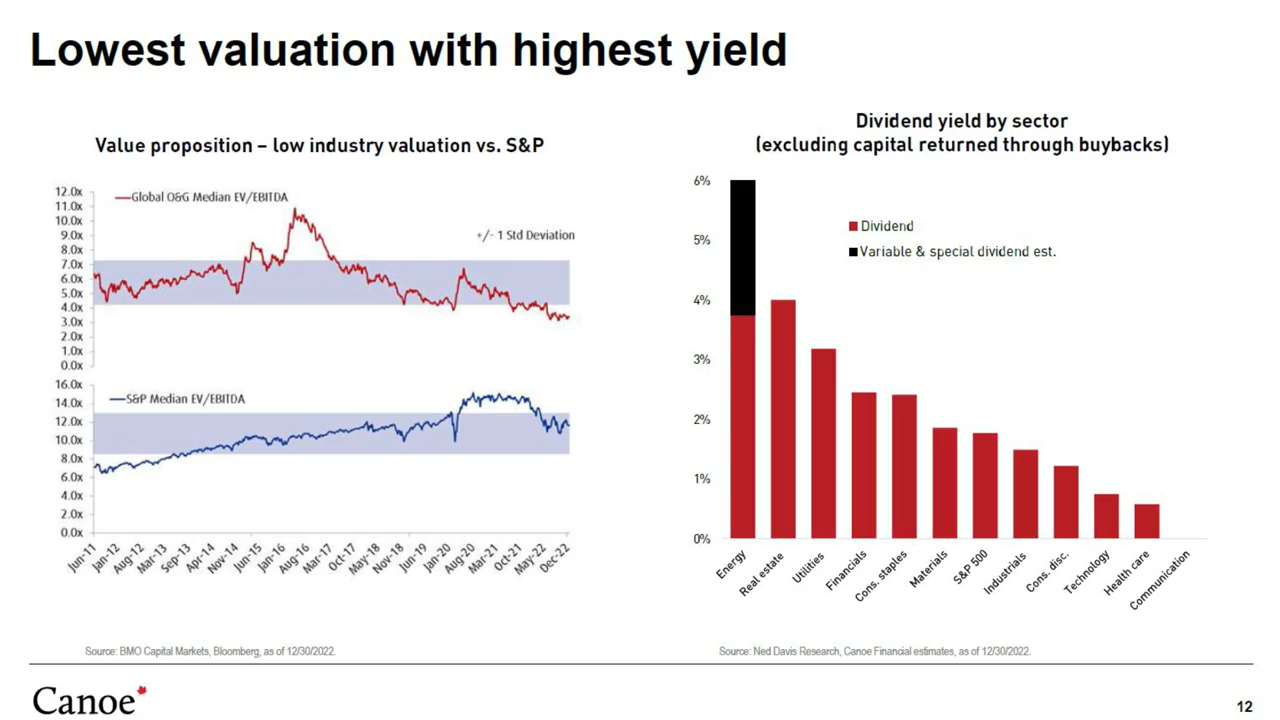 Lowest valuation with highest yield
Value proposition – low industry valuation vs. S&P
12.0x
11.0x
10.0x
9.0x
8.0x
7.0x
6.0x
5.0x
4.0x
3.0x
2.0x
1.0x
0.0x
Global O&G Median EV/EBITDA
+/- 1 Std Deviation
16.0x
14.0x
12.0x
10.0x
8.0x
6.0x
4.0x
2.0x
0.0x
S&P Median EV/EBITDA
Jun-11
Jan-12
Aug-12
Mar-13
Sep-13
Apr-14
Nov-14
Jun-15
Jan-16
Aug-16
Mar-17
Oct-17
May-18
Nov-18
Jun-19
Jan-20
Aug-20
Mar-21
Oct-21
May-22
Dec-22
Source: BMO Capital Markets, Bloomberg, as of 12/30/2022.
Dividend yield by sector
(excluding capital returned through buybacks)
6%
5%
4%
3%
2%
1%
0%
Dividend
Variable & special dividend est.
Energy
Real estate
Utilities
Financials
Cons. staples
Materials
S&P 500
Industrials
Cons. disc.
Technology
Health care
Communication
Source: Ned Davis Research, Canoe Financial estimates, as of 12/30/2022.
Canoe
12